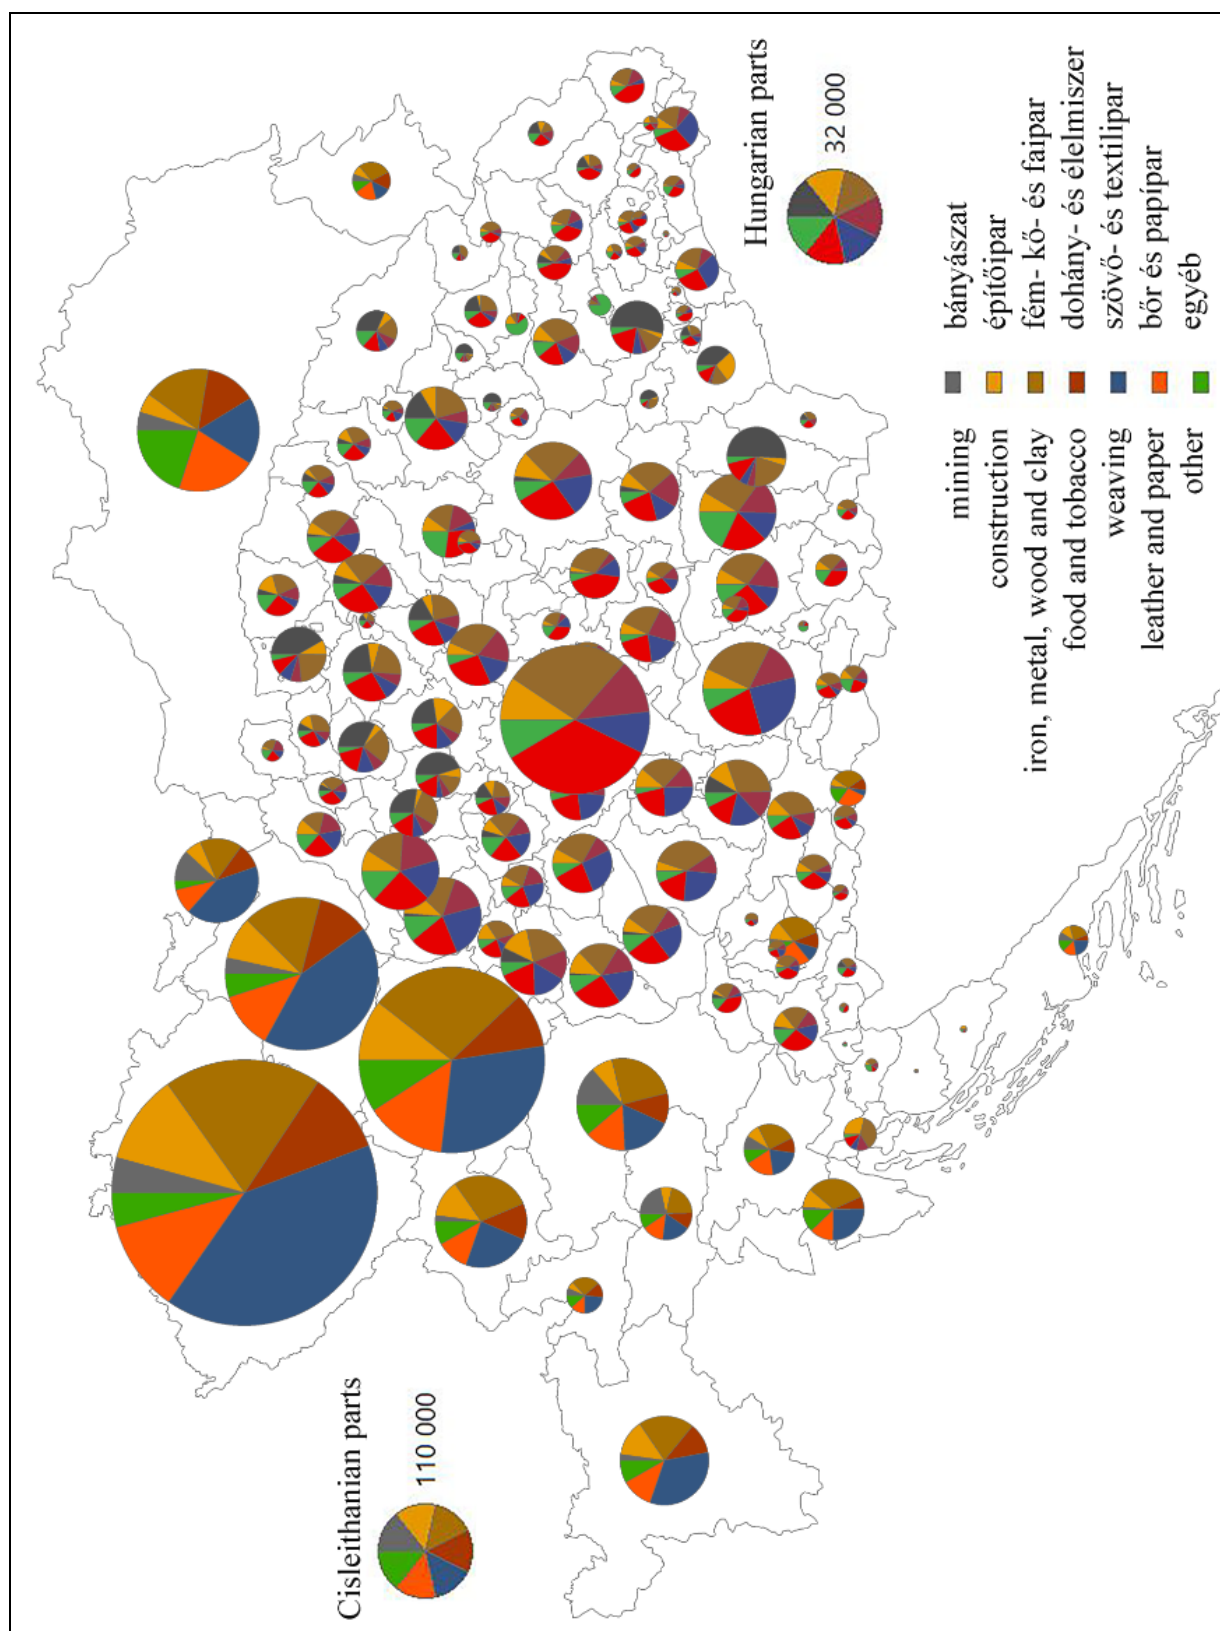 Cisleithanian parts
110 000
Hungarian parts
32 000
mining
bányászat
construction
építőipar
iron, metal, wood and clay
fém- kő- és faipar
food and tobacco
dohány- és élelmiszer
weaving
szövő- és textilipar
leather and paper
bőr és papípar
other
egyéb